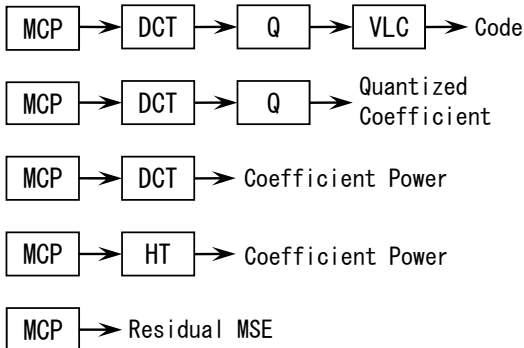 MCP DCT Q VLC Code
MCP DCT Q Quantized
Coefficient
MCP DCT Coefficient Power
MCP HT Coefficient Power
MCP Residual MSE